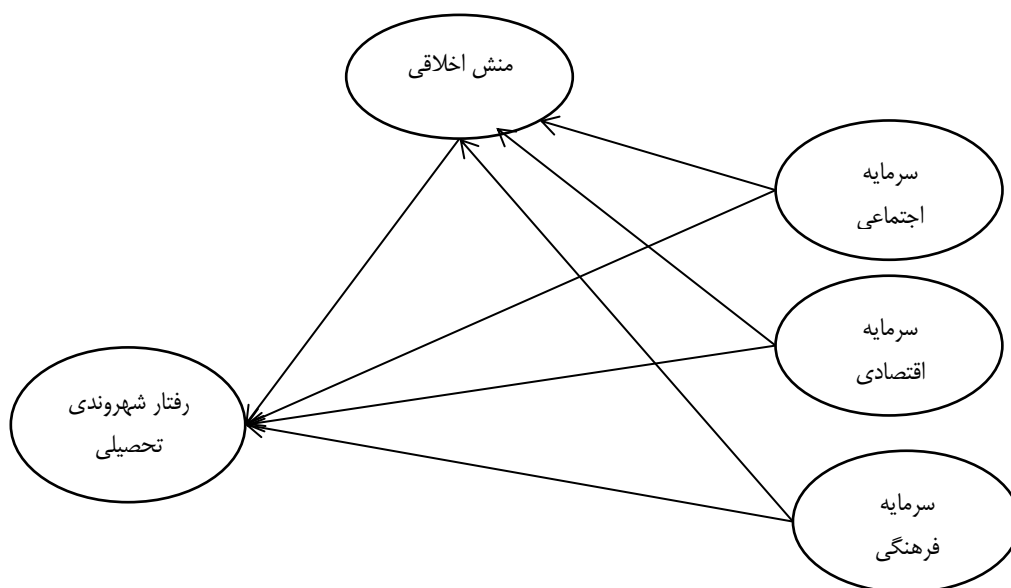 منش اخلاقی
سرمایه
اجتماعی
سرمایه
اقتصادی
رفتار شهروندی
تحصیلی
سرمایه
فرهنگی